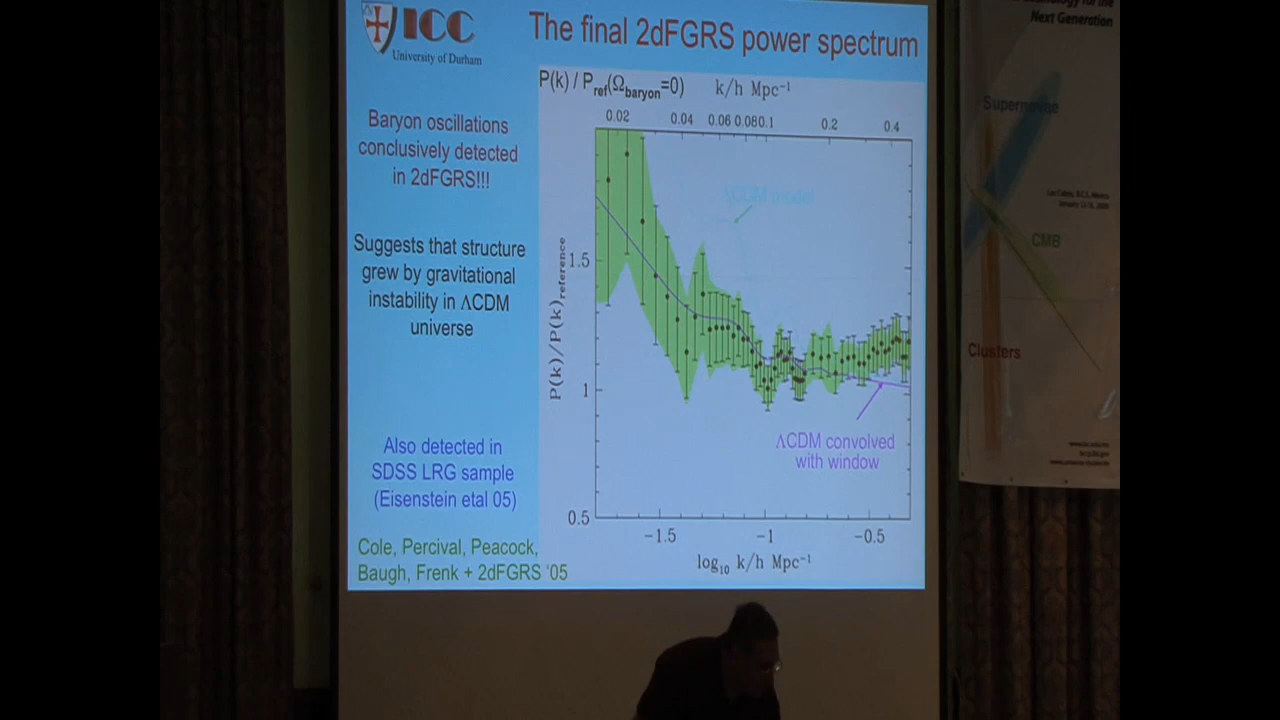 ICC
University of Durham
The final 2dFGRS power spectrum
Baryon oscillations
conclusively detected
in 2dFGRS!!!
Suggests that structure
grew by gravitational
instability in ΛCDM
universe
Also detected in
SDSS LRG sample
(Eisenstein etal 05)
Cole, Percival, Peacock,
Baugh, Frenk + 2dFGRS '05
P(k) / Pref(Ωbaryon=0) k/h Mpc⁻¹
0.02 0.04 0.06 0.08 0.1 0.2 0.4
ΛCDM model
P(k)/P(k)reference
1.5
1
0.5
ΛCDM convolved
with window
−1.5 −1 −0.5
log₁₀ k/h Mpc⁻¹
for the
Next Generation
Supernovae
CMB
Clusters